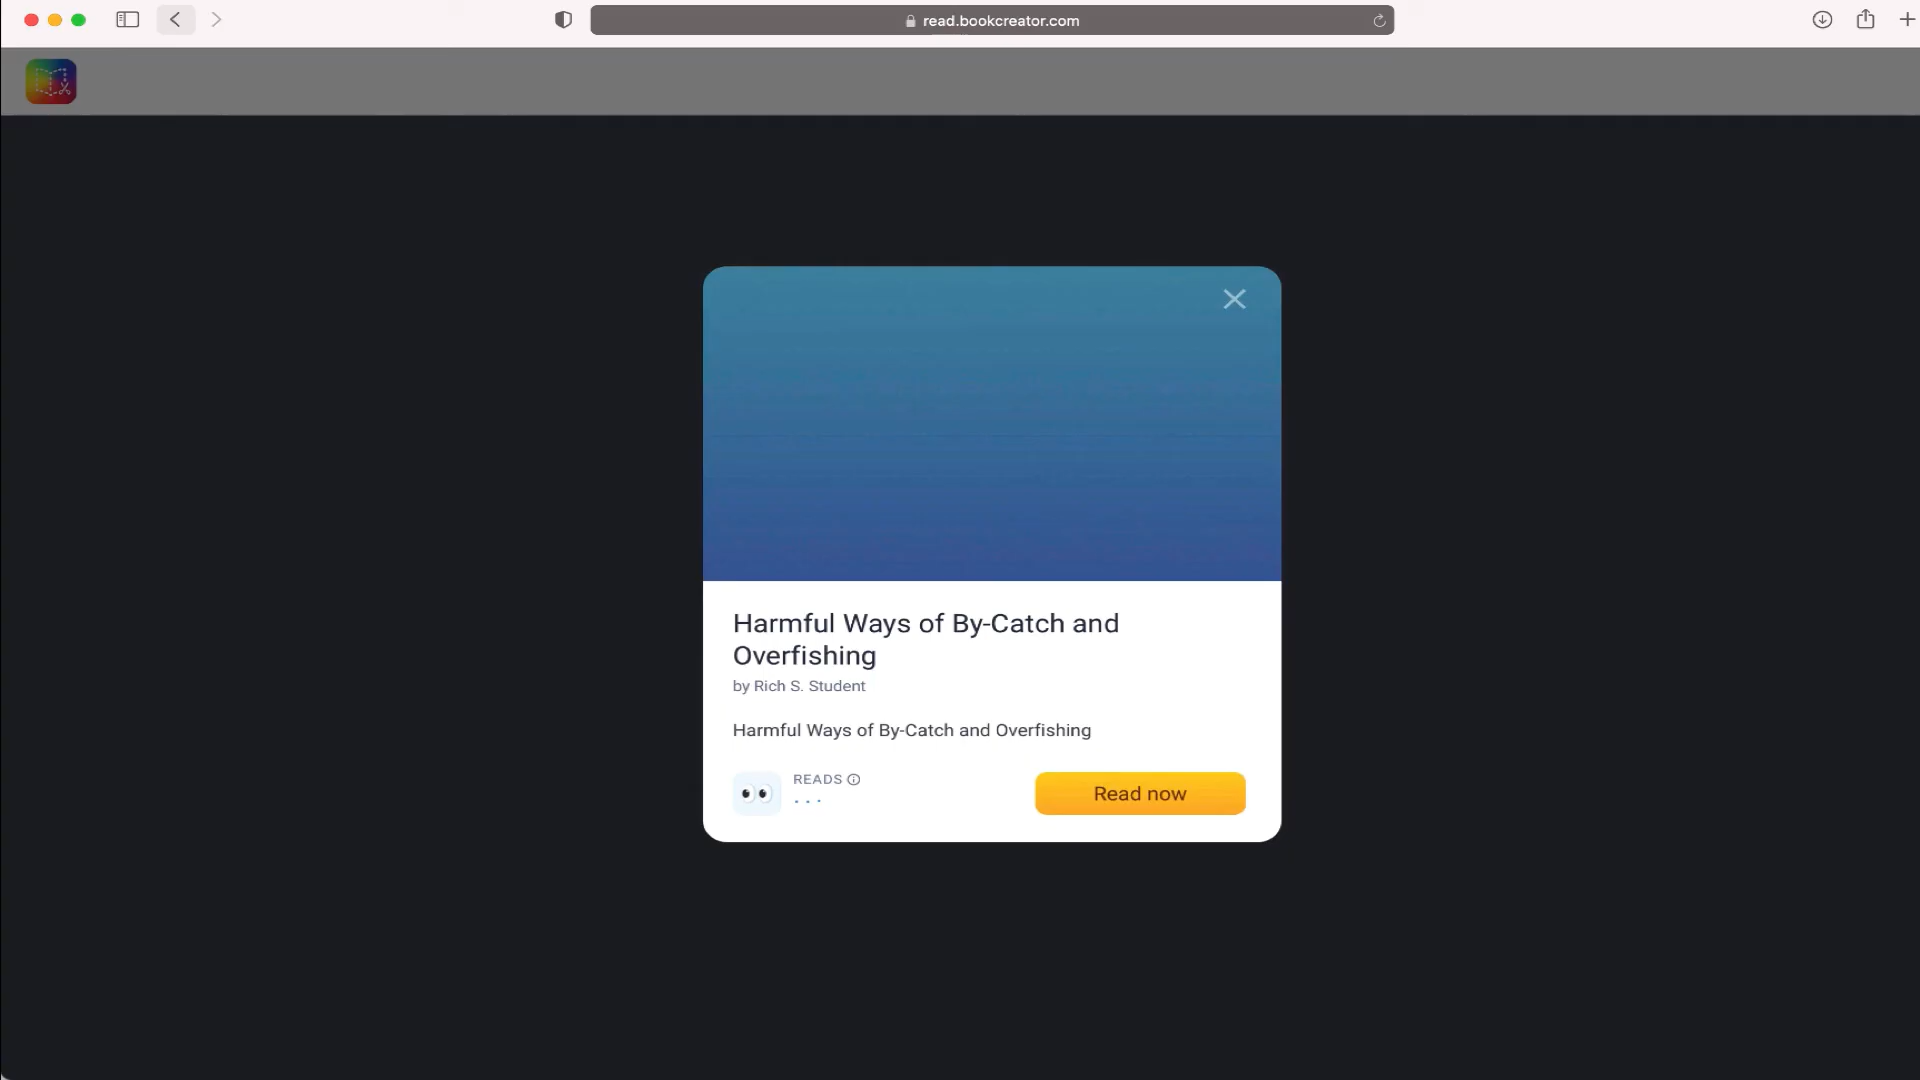 read.bookcreator.com
Harmful Ways of By-Catch and
Overfishing
by Rich S. Student
Harmful Ways of By-Catch and Overfishing
READS
Read now